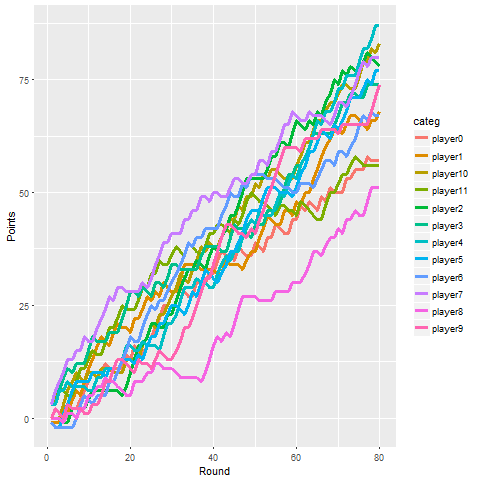 75
50
25
0
Points
0
20
40
60
80
Round
categ
player0
player1
player10
player11
player2
player3
player4
player5
player6
player7
player8
player9